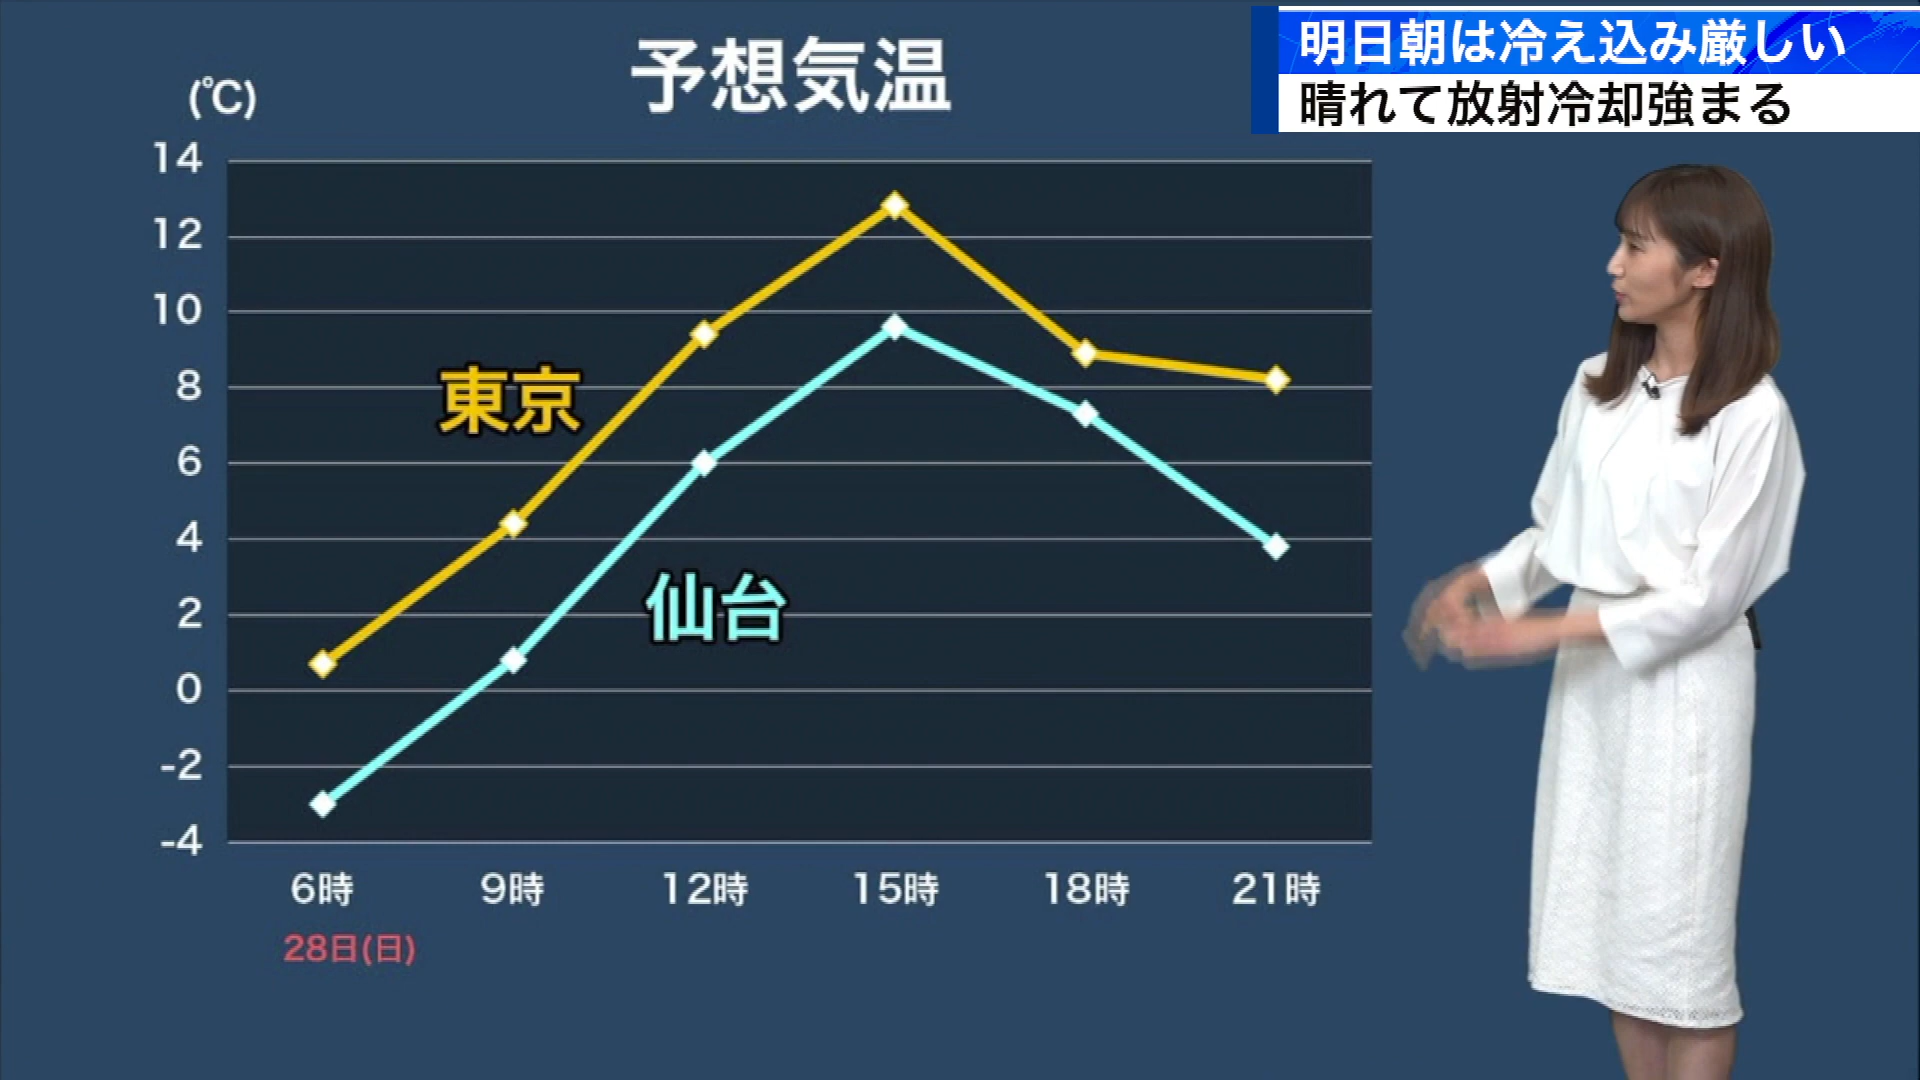 明日朝は冷え込み厳しい
晴れて放射冷却強まる
予想気温
(℃)
14
12
10
8
6
4
2
0
-2
-4
東京
仙台
6時 9時 12時 15時 18時 21時
28日(日)